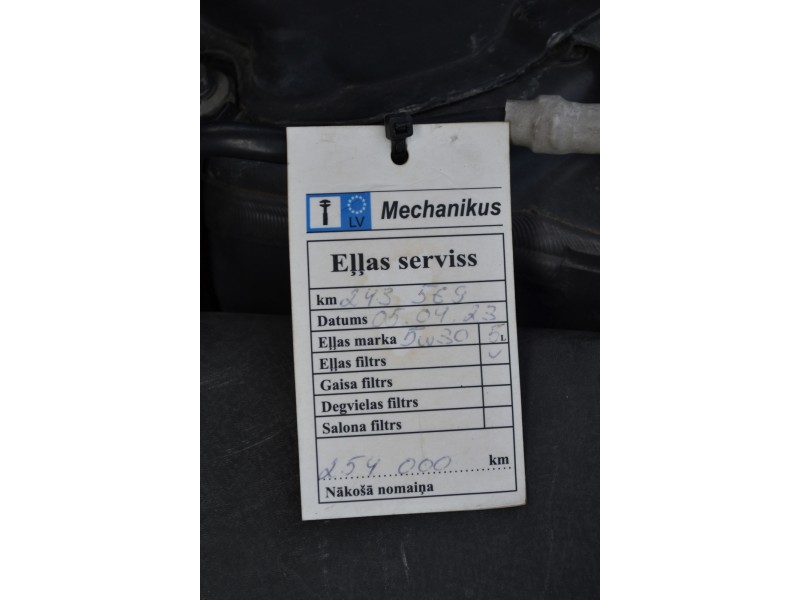 LV Mechanikus
Eļļas serviss
km 243 569
Datums 05.04.23
Eļļas marka 5w30 5 L
Eļļas filtrs v
Gaisa filtrs
Degvielas filtrs
Salona filtrs
254 000 km
Nākošā nomaiņa